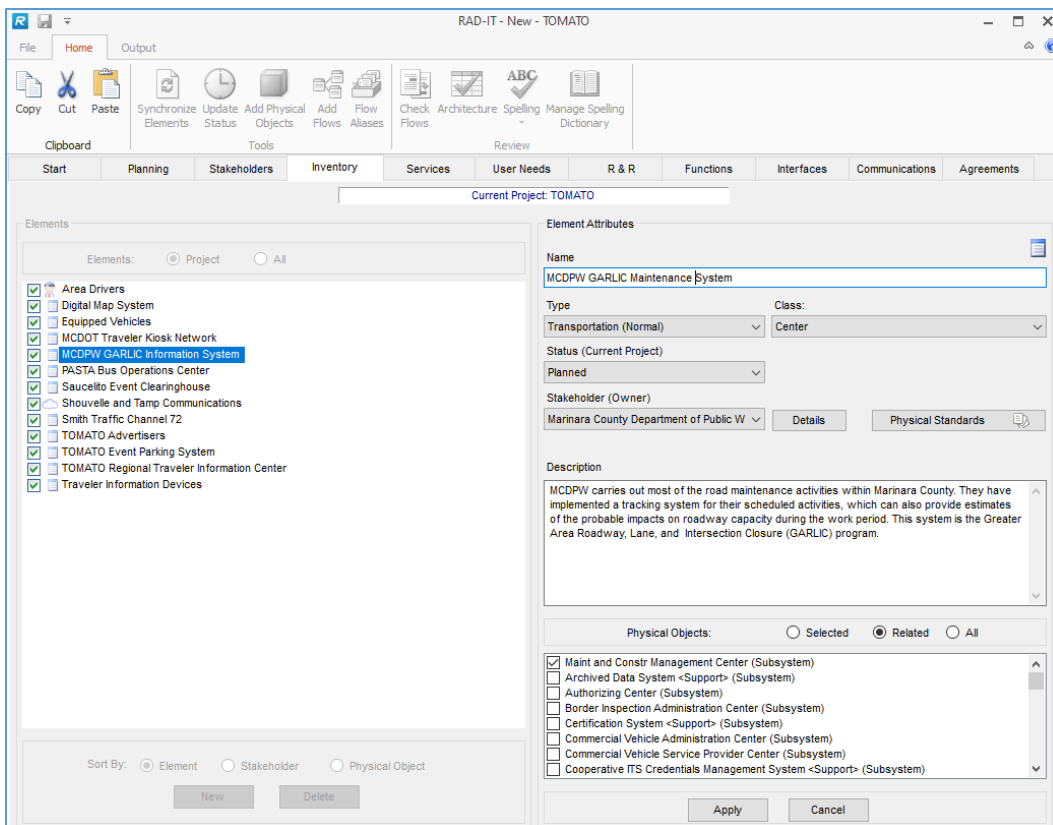 RAD-IT - New - TOMATO
File Home Output
Copy Cut Paste Synchronize Elements Update Status Add Physical Objects Add Flows Flow Aliases Check Flows Architecture ABC Spelling Manage Spelling Dictionary
Clipboard Tools Review
Start Planning Stakeholders Inventory Services User Needs R & R Functions Interfaces Communications Agreements
Current Project: TOMATO
Elements
Elements: Project All
Area Drivers
Digital Map System
Equipped Vehicles
MCDOT Traveler Kiosk Network
MCDPW GARLIC Information System
PASTA Bus Operations Center
Saucelito Event Clearinghouse
Shouvelle and Tamp Communications
Smith Traffic Channel 72
TOMATO Advertisers
TOMATO Event Parking System
TOMATO Regional Traveler Information Center
Traveler Information Devices
Sort By: Element Stakeholder Physical Object
New Delete
Element Attributes
Name
MCDPW GARLIC Maintenance System
Type Class:
Transportation (Normal) Center
Status (Current Project)
Planned
Stakeholder (Owner)
Marinara County Department of Public W Details Physical Standards
Description
MCDPW carries out most of the road maintenance activities within Marinara County. They have
implemented a tracking system for their scheduled activities, which can also provide estimates
of the probable impacts on roadway capacity during the work period. This system is the Greater
Area Roadway, Lane, and Intersection Closure (GARLIC) program.
Physical Objects: Selected Related All
Maint and Constr Management Center (Subsystem)
Archived Data System <Support> (Subsystem)
Authorizing Center (Subsystem)
Border Inspection Administration Center (Subsystem)
Certification System <Support> (Subsystem)
Commercial Vehicle Administration Center (Subsystem)
Commercial Vehicle Service Provider Center (Subsystem)
Cooperative ITS Credentials Management System <Support> (Subsystem)
Apply Cancel